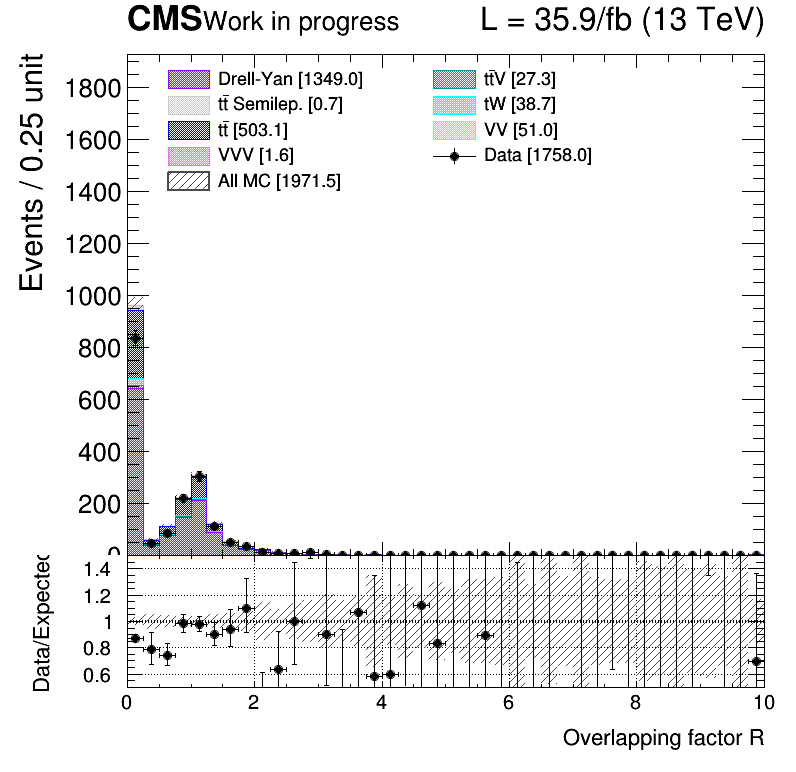 CMS Work in progress L = 35.9/fb (13 TeV)
Events / 0.25 unit
1800
1600
1400
1200
1000
800
600
400
200
0
Drell-Yan [1349.0]
tt̄ Semilep. [0.7]
tt̄ [503.1]
VVV [1.6]
All MC [1971.5]
tt̄V [27.3]
tW [38.7]
VV [51.0]
Data [1758.0]
Data/Expected
1.4
1.2
1
0.8
0.6
0 2 4 6 8 10
Overlapping factor R